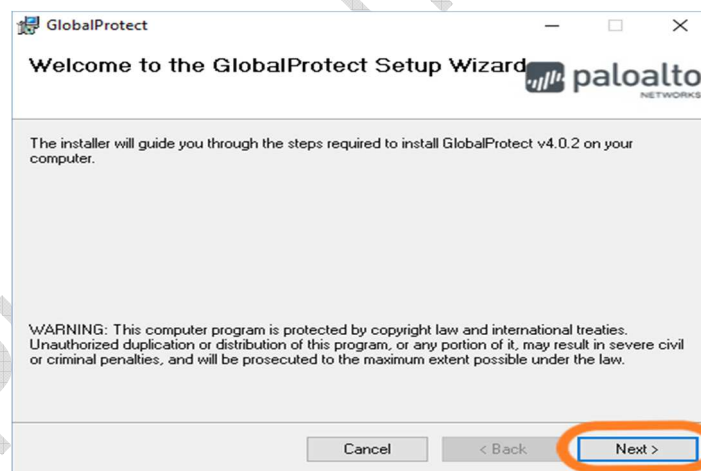 GlobalProtect
Welcome to the GlobalProtect Setup Wizard
paloalto
NETWORKS
The installer will guide you through the steps required to install GlobalProtect v4.0.2 on your
computer.
WARNING: This computer program is protected by copyright law and international treaties.
Unauthorized duplication or distribution of this program, or any portion of it, may result in severe civil
or criminal penalties, and will be prosecuted to the maximum extent possible under the law.
Cancel < Back Next >